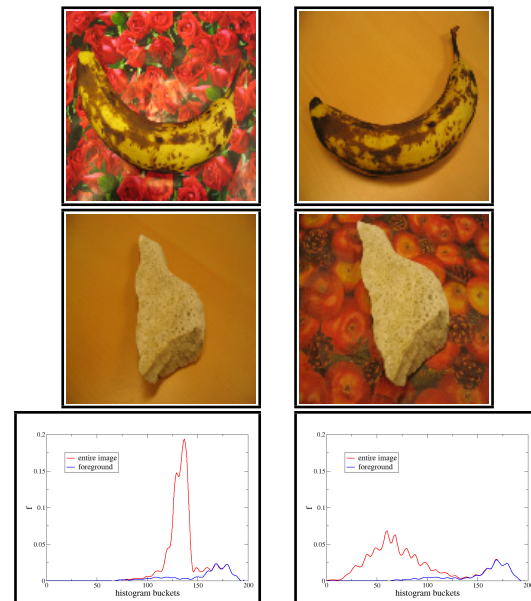 0.2
entire image
foreground
0.15
f
0.1
0.05
0
0 50 100 150 200
histogram buckets
0.2
entire image
foreground
0.15
f
0.1
0.05
0
0 50 100 150 200
histogram buckets